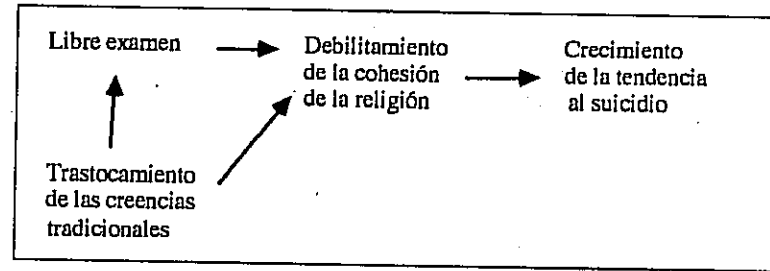 Libre examen
Debilitamiento
de la cohesión
de la religión
Crecimiento
de la tendencia
al suicidio
Trastocamiento
de las creencias
tradicionales